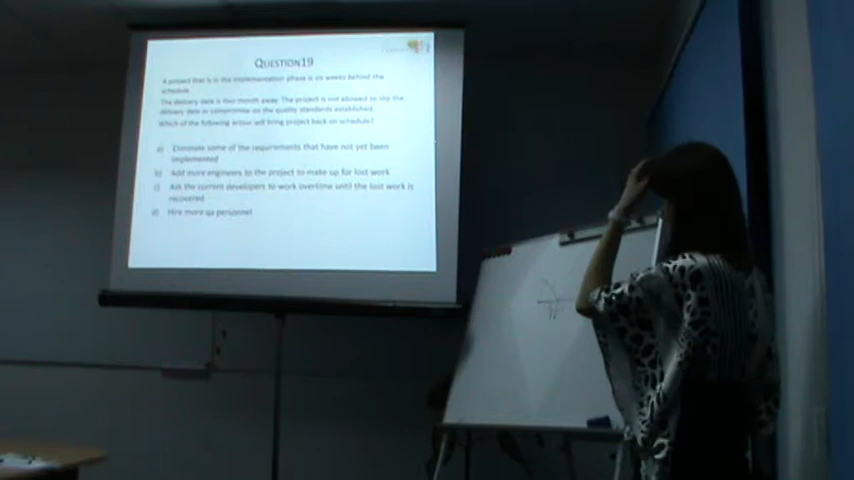 QUESTION19
A project that is in the implementation phase is six weeks behind the
schedule.
The delivery date is four month away. The project is not allowed to slip the
delivery date or compromise on the quality standards established.
Which of the following action will bring project back on schedule?
a) Eliminate some of the requirements that have not yet been
implemented
b) Add more engineers to the project to make up for lost work
c) Ask the current developers to work overtime until the lost work is
recovered
d) Hire more qa personnel